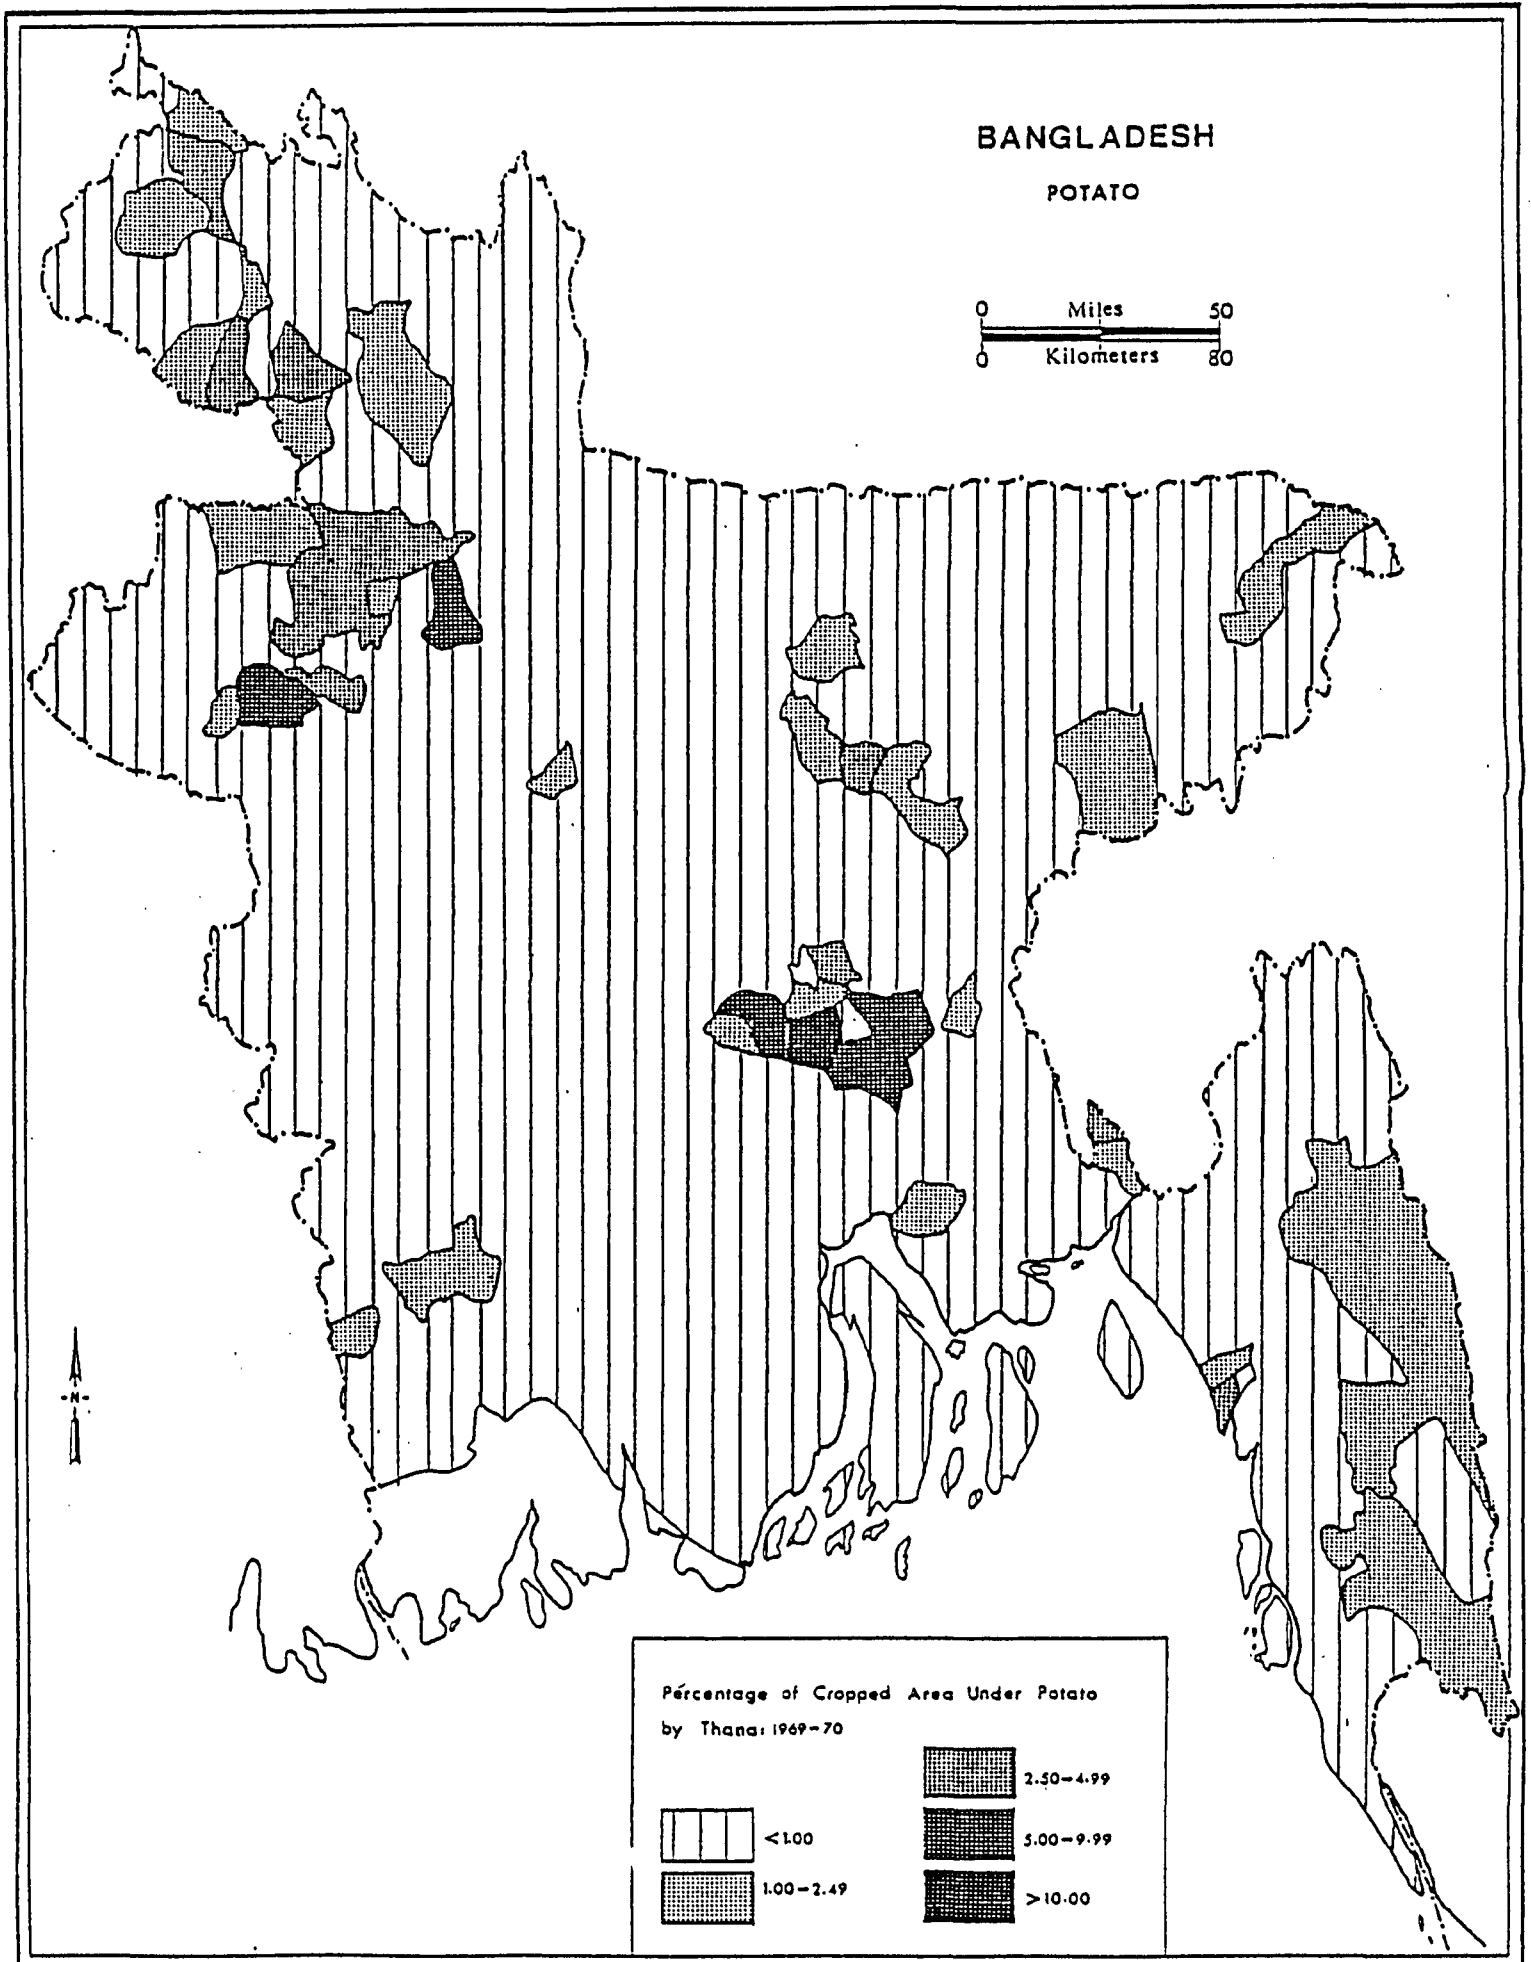 BANGLADESH
POTATO
0 Miles 50
0 Kilometers 80
-N-
Percentage of Cropped Area Under Potato
by Thana: 1969-70
<1.00
1.00-2.49
2.50-4.99
5.00-9.99
>10.00